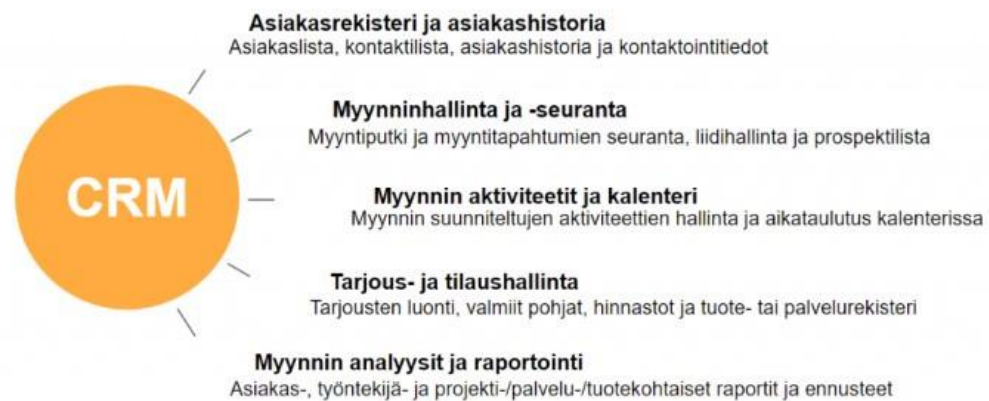 Asiakasrekisteri ja asiakashistoria
Asiakaslista, kontaktilista, asiakashistoria ja kontaktointitiedot
Myynninhallinta ja -seuranta
Myyntiputki ja myyntitapahtumien seuranta, liidihallinta ja prospektilista
CRM
Myynnin aktiviteetit ja kalenteri
Myynnin suunniteltujen aktiviteettien hallinta ja aikataulutus kalenterissa
Tarjous- ja tilaushallinta
Tarjousten luonti, valmiit pohjat, hinnastot ja tuote- tai palvelurekisteri
Myynnin analyysit ja raportointi
Asiakas-, työntekijä- ja projekti-/palvelu-/tuotekohtaiset raportit ja ennusteet